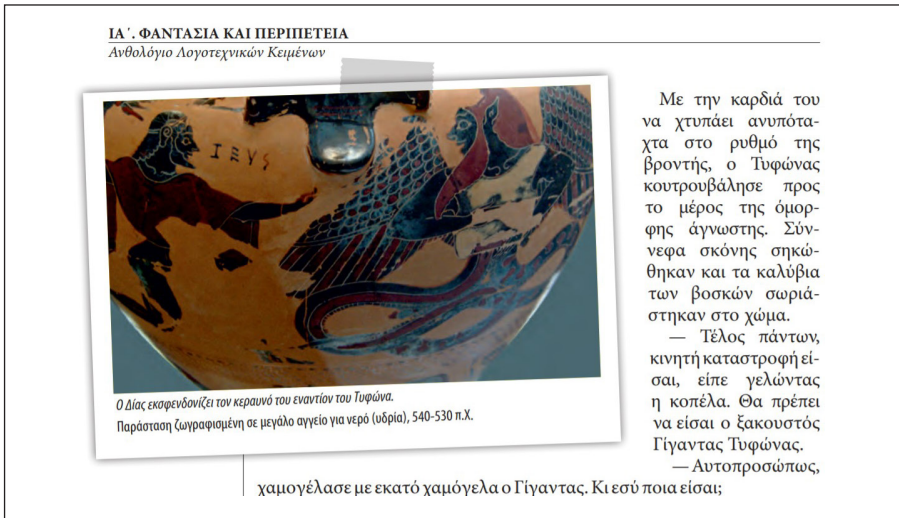 ΙΑ΄. ΦΑΝΤΑΣΙΑ ΚΑΙ ΠΕΡΙΠΕΤΕΙΑ
Ανθολόγιο Λογοτεχνικών Κειμένων
Ο Δίας εκσφενδονίζει τον κεραυνό του εναντίον του Τυφώνα.
Παράσταση ζωγραφισμένη σε μεγάλο αγγείο για νερό (υδρία), 540-530 π.Χ.
Με την καρδιά του
να χτυπάει ανυπότα-
χτα στο ρυθμό της
βροντής, ο Τυφώνας
κουτρουβάλησε προς
το μέρος της όμορ-
φης άγνωστης. Σύν-
νεφα σκόνης σηκώ-
θηκαν και τα καλύβια
των βοσκών σωριά-
στηκαν στο χώμα.
— Τέλος πάντων,
κινητή καταστροφή εί-
σαι, είπε γελώντας
η κοπέλα. Θα πρέπει
να είσαι ο ξακουστός
Γίγαντας Τυφώνας.
— Αυτοπροσώπως,
χαμογέλασε με εκατό χαμόγελα ο Γίγαντας. Κι εσύ ποια είσαι;